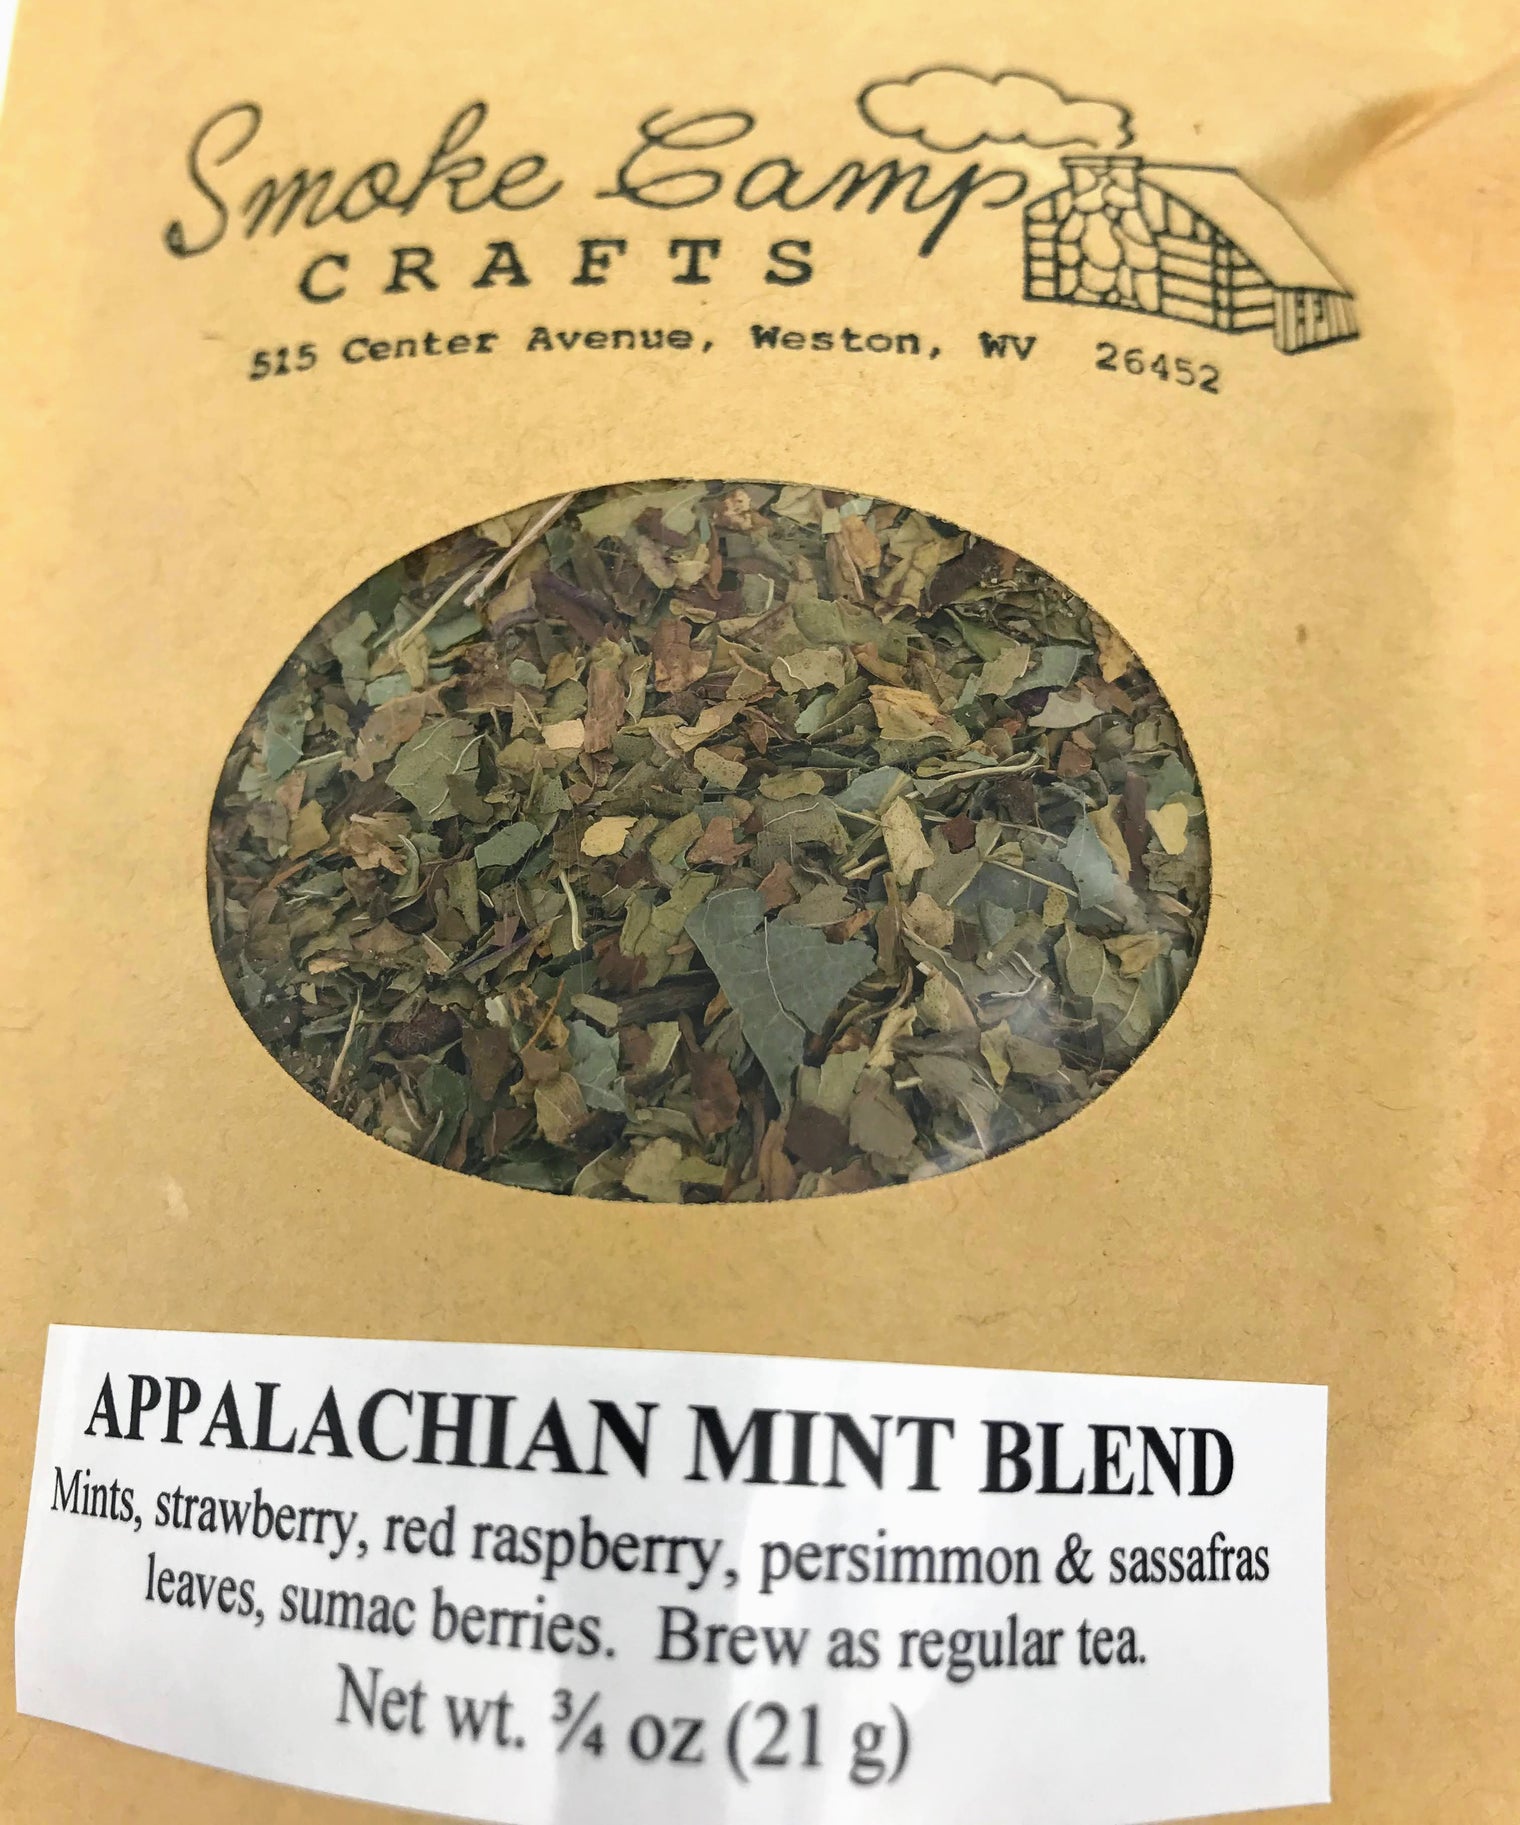 Smoke Camp
CRAFTS
515 Center Avenue, Weston, WV 26452
APPALACHIAN MINT BLEND
Mints, strawberry, red raspberry, persimmon & sassafras
leaves, sumac berries. Brew as regular tea.
Net wt. ¾ oz (21 g)